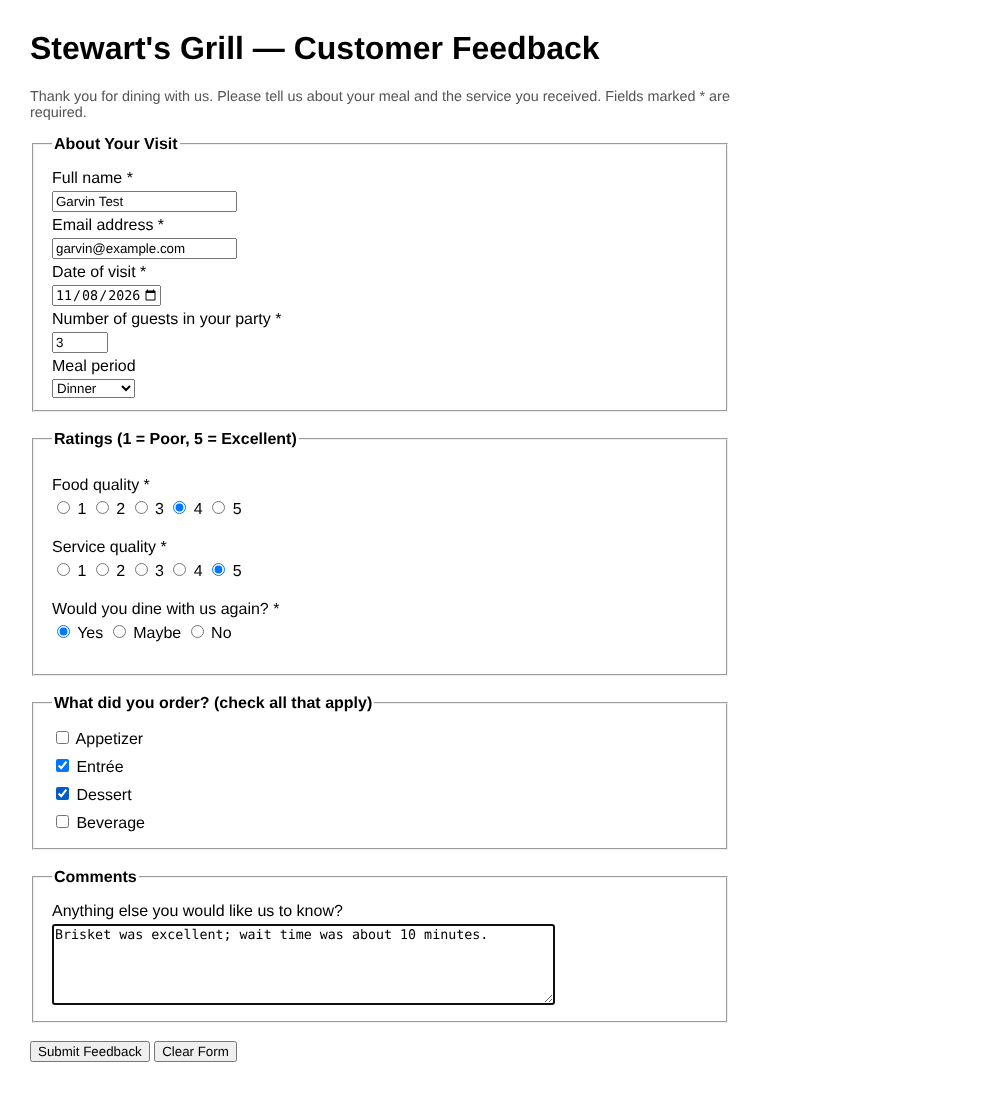 Stewart's Grill — Customer Feedback
Thank you for dining with us. Please tell us about your meal and the service you received. Fields marked * are
required.
About Your Visit
Full name *
Garvin Test
Email address *
garvin@example.com
Date of visit *
11/08/2026
Number of guests in your party *
3
Meal period
Dinner
Ratings (1 = Poor, 5 = Excellent)
Food quality *
1 2 3 4 5
Service quality *
1 2 3 4 5
Would you dine with us again? *
Yes Maybe No
What did you order? (check all that apply)
Appetizer
Entrée
Dessert
Beverage
Comments
Anything else you would like us to know?
Brisket was excellent; wait time was about 10 minutes.
Submit Feedback Clear Form